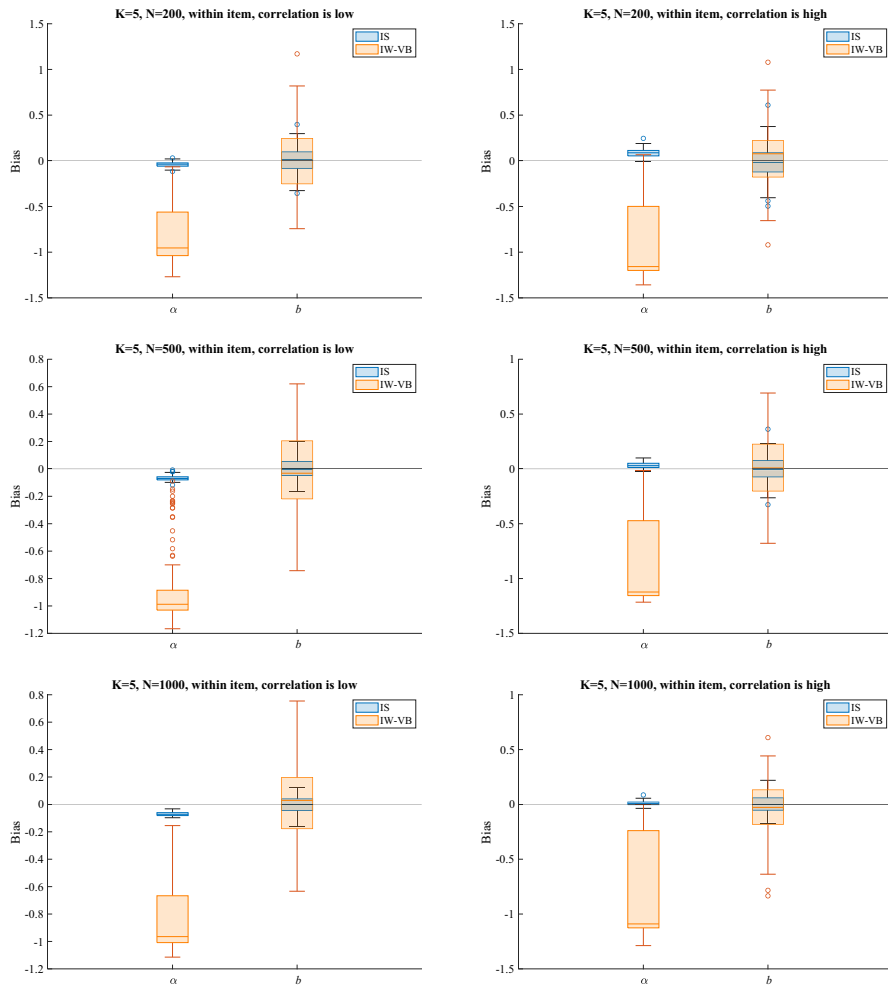 K=5, N=200, within item, correlation is low
IS
IW-VB
1.5
1
0.5
0
-0.5
-1
-1.5
Bias
α
b
K=5, N=200, within item, correlation is high
IS
IW-VB
1.5
1
0.5
0
-0.5
-1
-1.5
Bias
α
b
K=5, N=500, within item, correlation is low
IS
IW-VB
0.8
0.6
0.4
0.2
0
-0.2
-0.4
-0.6
-0.8
-1
-1.2
Bias
α
b
K=5, N=500, within item, correlation is high
IS
IW-VB
1
0.5
0
-0.5
-1
-1.5
Bias
α
b
K=5, N=1000, within item, correlation is low
IS
IW-VB
0.8
0.6
0.4
0.2
0
-0.2
-0.4
-0.6
-0.8
-1
-1.2
Bias
α
b
K=5, N=1000, within item, correlation is high
IS
IW-VB
1
0.5
0
-0.5
-1
-1.5
Bias
α
b